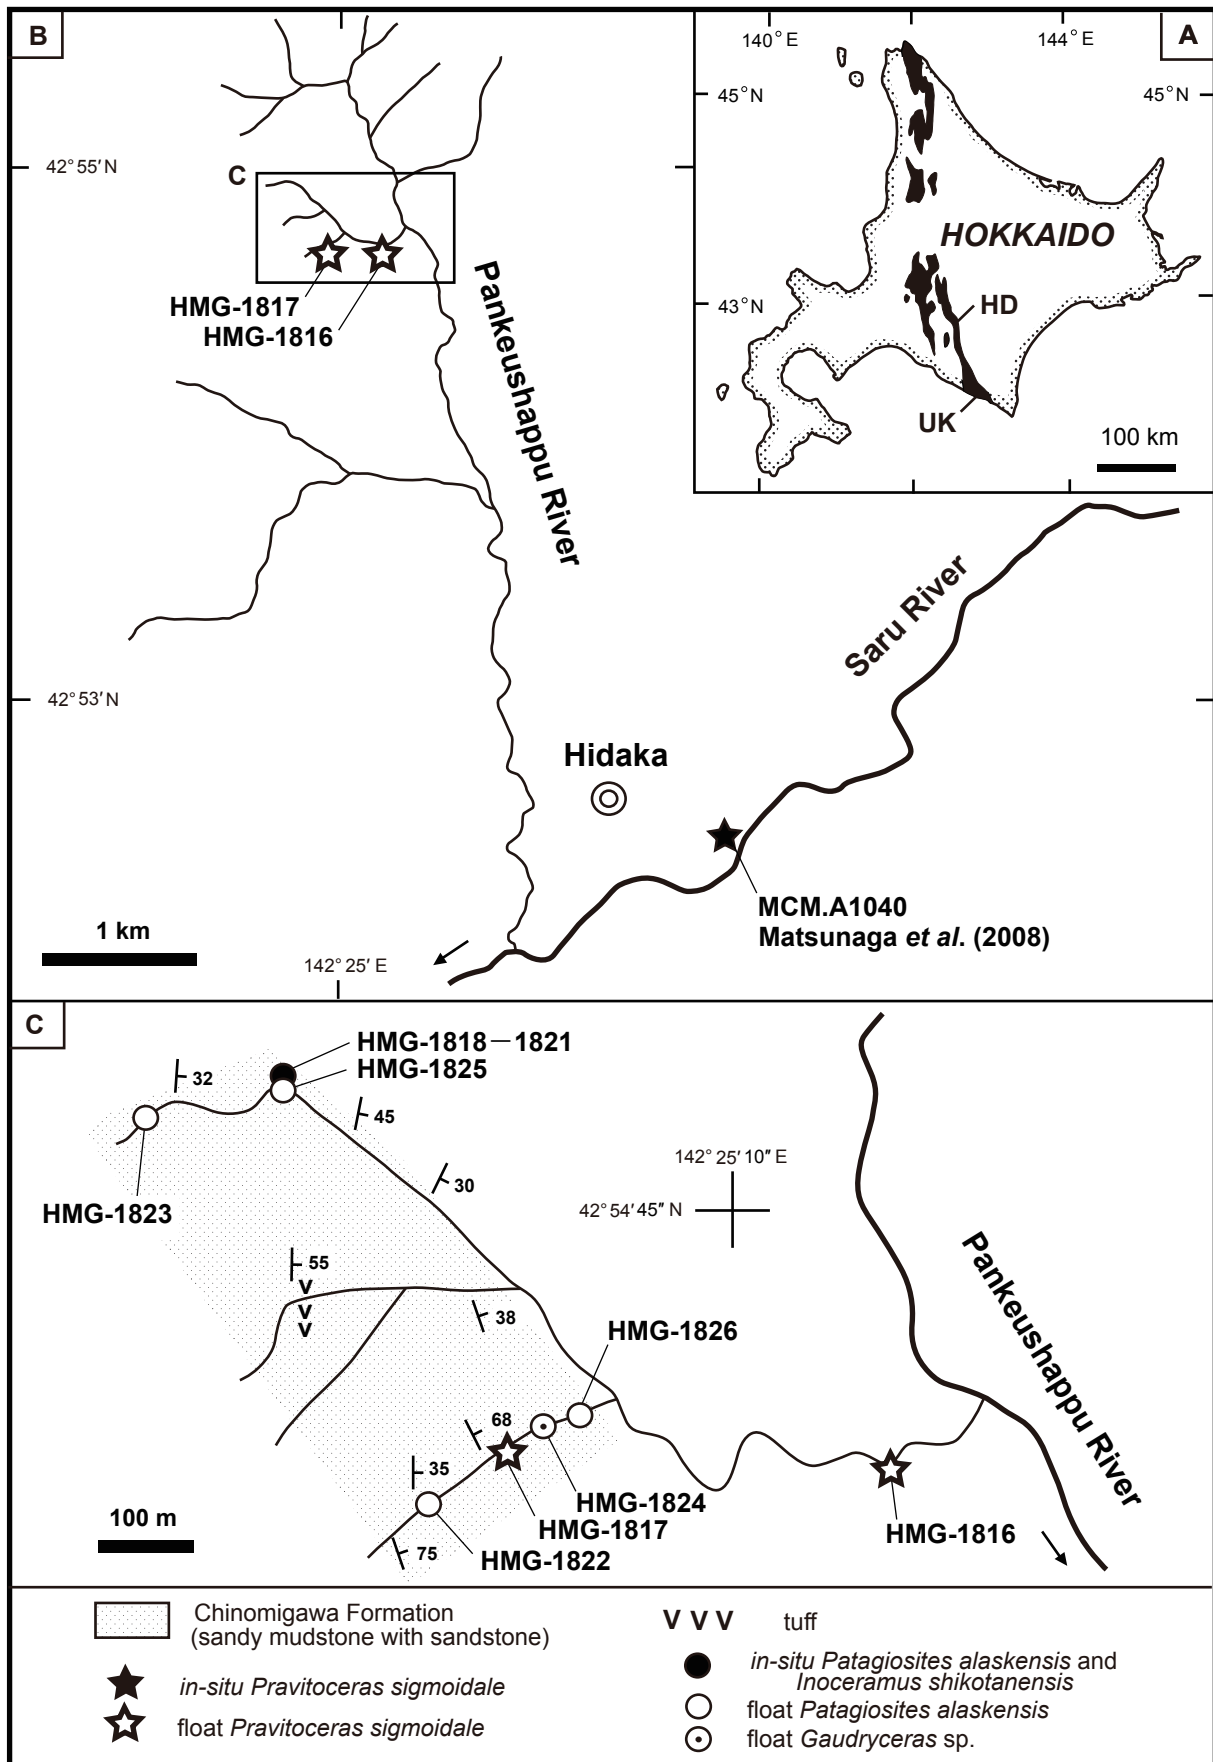 B
A
140°E
144°E
45°N
45°N
43°N
HOKKAIDO
HD
UK
100 km
42°55′N
C
HMG-1817
HMG-1816
Pankeushappu River
Saru River
42°53′N
Hidaka
MCM.A1040
Matsunaga et al. (2008)
1 km
142°25′E
C
HMG-1818—1821
HMG-1825
32
45
30
HMG-1823
142°25′10″E
42°54′45″N
55
V
V
V
38
HMG-1826
Pankeushappu River
68
35
HMG-1824
HMG-1817
HMG-1822
75
HMG-1816
100 m
Chinomigawa Formation
(sandy mudstone with sandstone)
in-situ Pravitoceras sigmoidale
float Pravitoceras sigmoidale
V V V tuff
in-situ Patagiosites alaskensis and
Inoceramus shikotanensis
float Patagiosites alaskensis
float Gaudryceras sp.